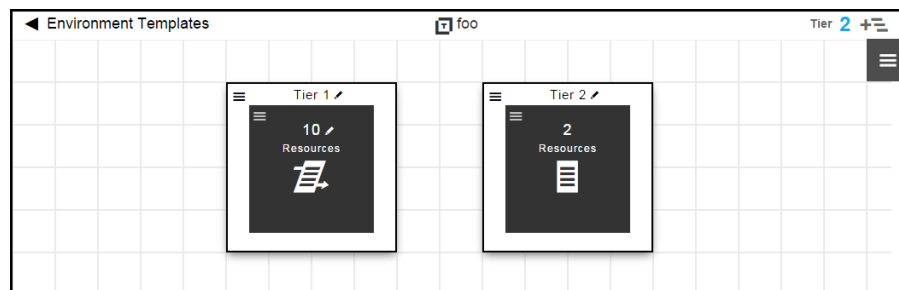 Environment Templates
T foo
Tier 2
Tier 1
10
Resources
Tier 2
2
Resources